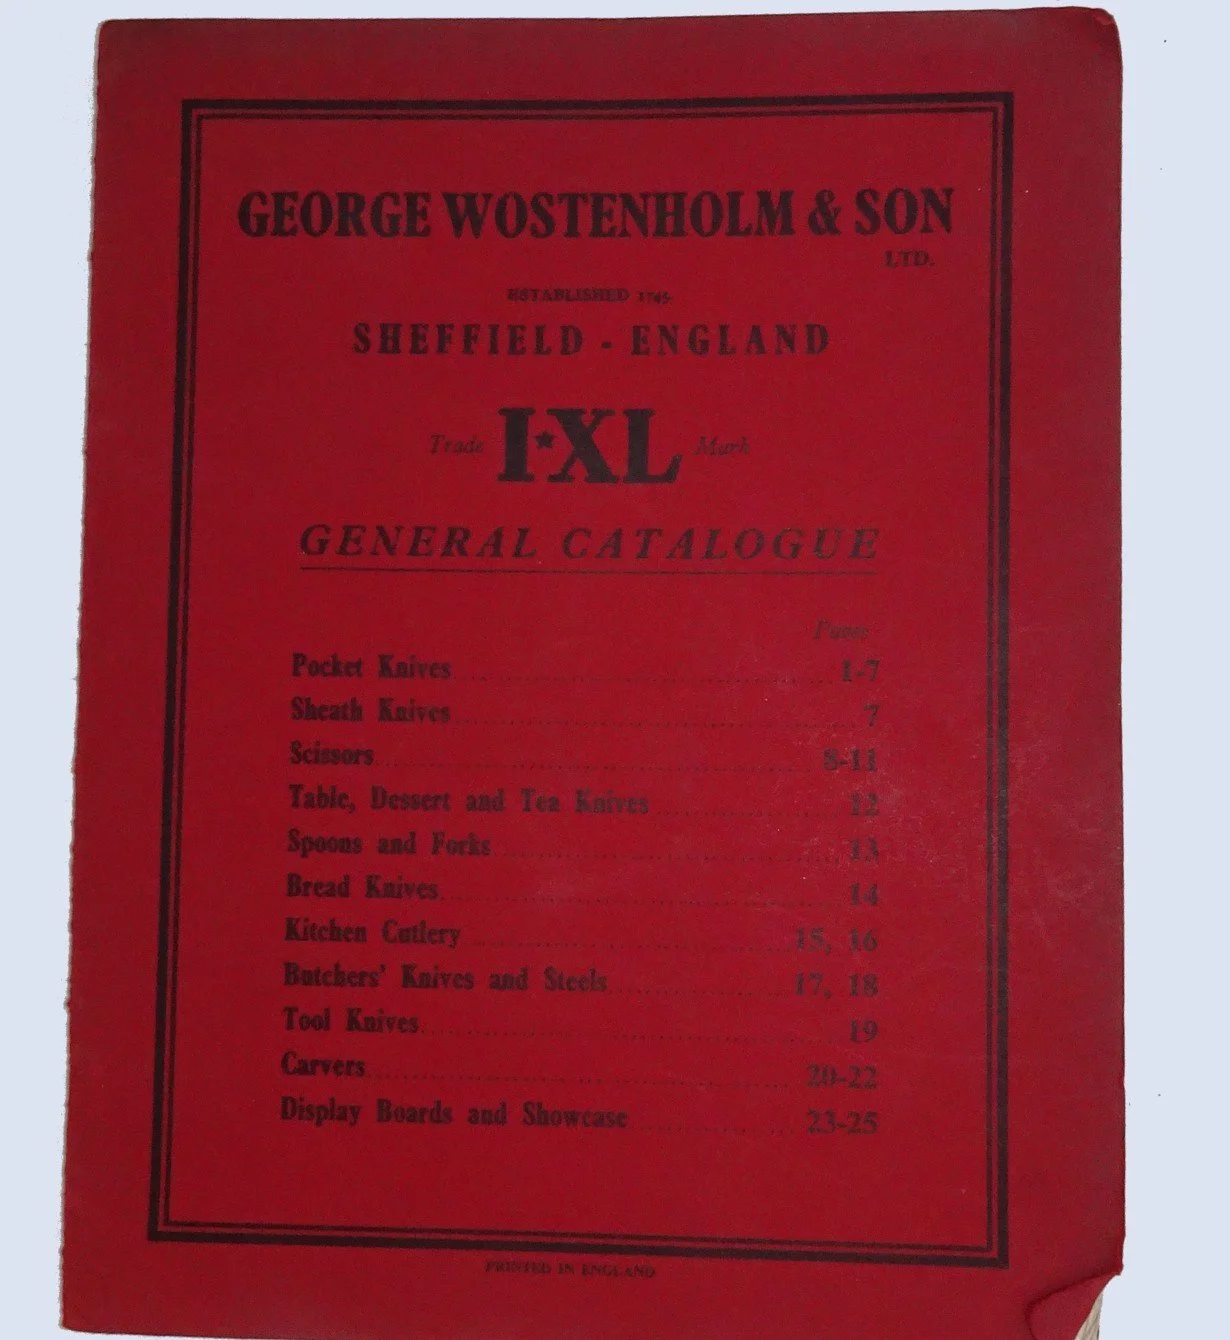 GEORGE WOSTENHOLM & SON
LTD.
ESTABLISHED 1745
SHEFFIELD - ENGLAND
Trade I*XL Mark
GENERAL CATALOGUE
Pages
Pocket Knives 1-7
Sheath Knives 7
Scissors 8-11
Table, Dessert and Tea Knives 12
Spoons and Forks 13
Bread Knives 14
Kitchen Cutlery 15, 16
Butchers' Knives and Steels 17, 18
Tool Knives 19
Carvers 20-22
Display Boards and Showcase 23-25
PRINTED IN ENGLAND